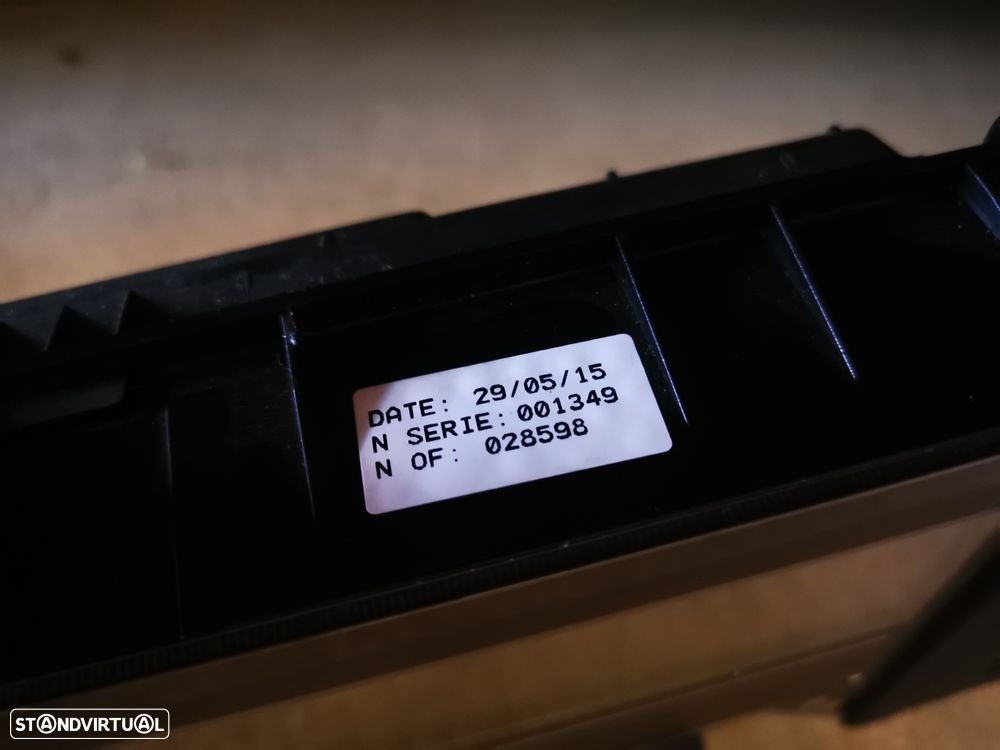 DATE: 29/05/15
N SERIE: 001349
N OF: 028598
STANDVIRTUAL